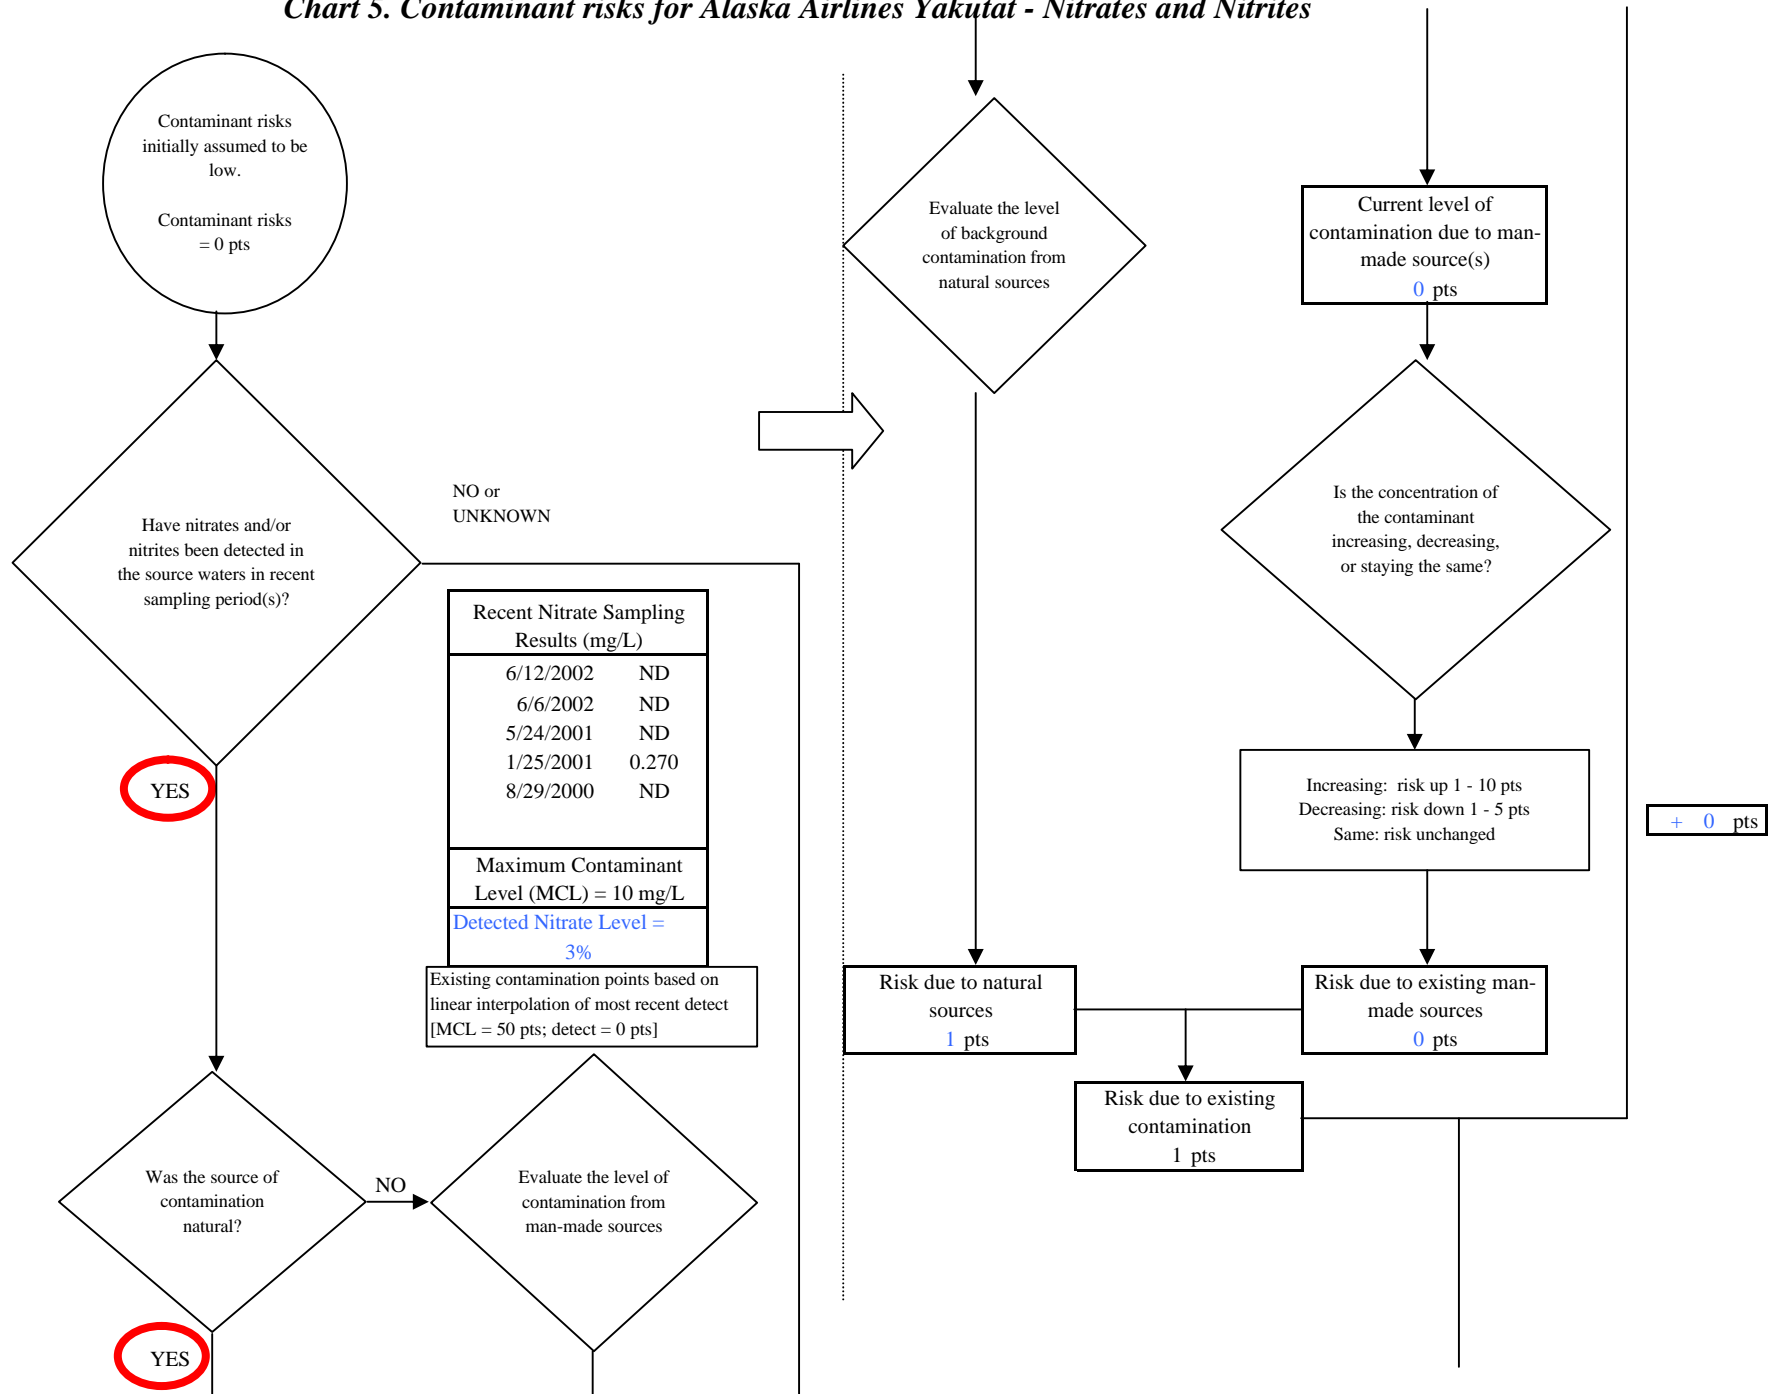 Chart 5. Contaminant risks for Alaska Airlines Yakutat - Nitrates and Nitrites
Contaminant risks
initially assumed to be
low.
Contaminant risks
= 0 pts
Have nitrates and/or
nitrites been detected in
the source waters in recent
sampling period(s)?
NO or
UNKNOWN
YES
Recent Nitrate Sampling
Results (mg/L)
6/12/2002 ND
6/6/2002 ND
5/24/2001 ND
1/25/2001 0.270
8/29/2000 ND
Maximum Contaminant
Level (MCL) = 10 mg/L
Detected Nitrate Level =
3%
Existing contamination points based on
linear interpolation of most recent detect
[MCL = 50 pts; detect = 0 pts]
Was the source of
contamination
natural?
NO
YES
Evaluate the level of
contamination from
man-made sources
Evaluate the level
of background
contamination from
natural sources
Current level of
contamination due to man-
made source(s)
0 pts
Is the concentration of
the contaminant
increasing, decreasing,
or staying the same?
Increasing: risk up 1 - 10 pts
Decreasing: risk down 1 - 5 pts
Same: risk unchanged
+ 0 pts
Risk due to natural
sources
1 pts
Risk due to existing man-
made sources
0 pts
Risk due to existing
contamination
1 pts